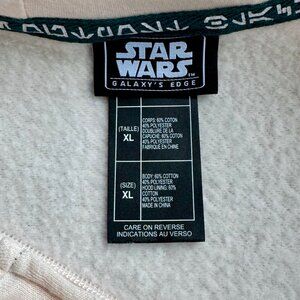 STAR
WARS
GALAXY'S EDGE
(TAILLE)
XL
CORPS: 60% COTON
40% POLYESTER
DOUBLURE DE LA
CAPUCHE: 60% COTON
40% POLYESTER
FABRIQUÉ EN CHINE
(SIZE)
XL
BODY: 60% COTTON
40% POLYESTER
HOOD LINING: 60%
COTTON
40% POLYESTER
MADE IN CHINA
CARE ON REVERSE
INDICATIONS AU VERSO